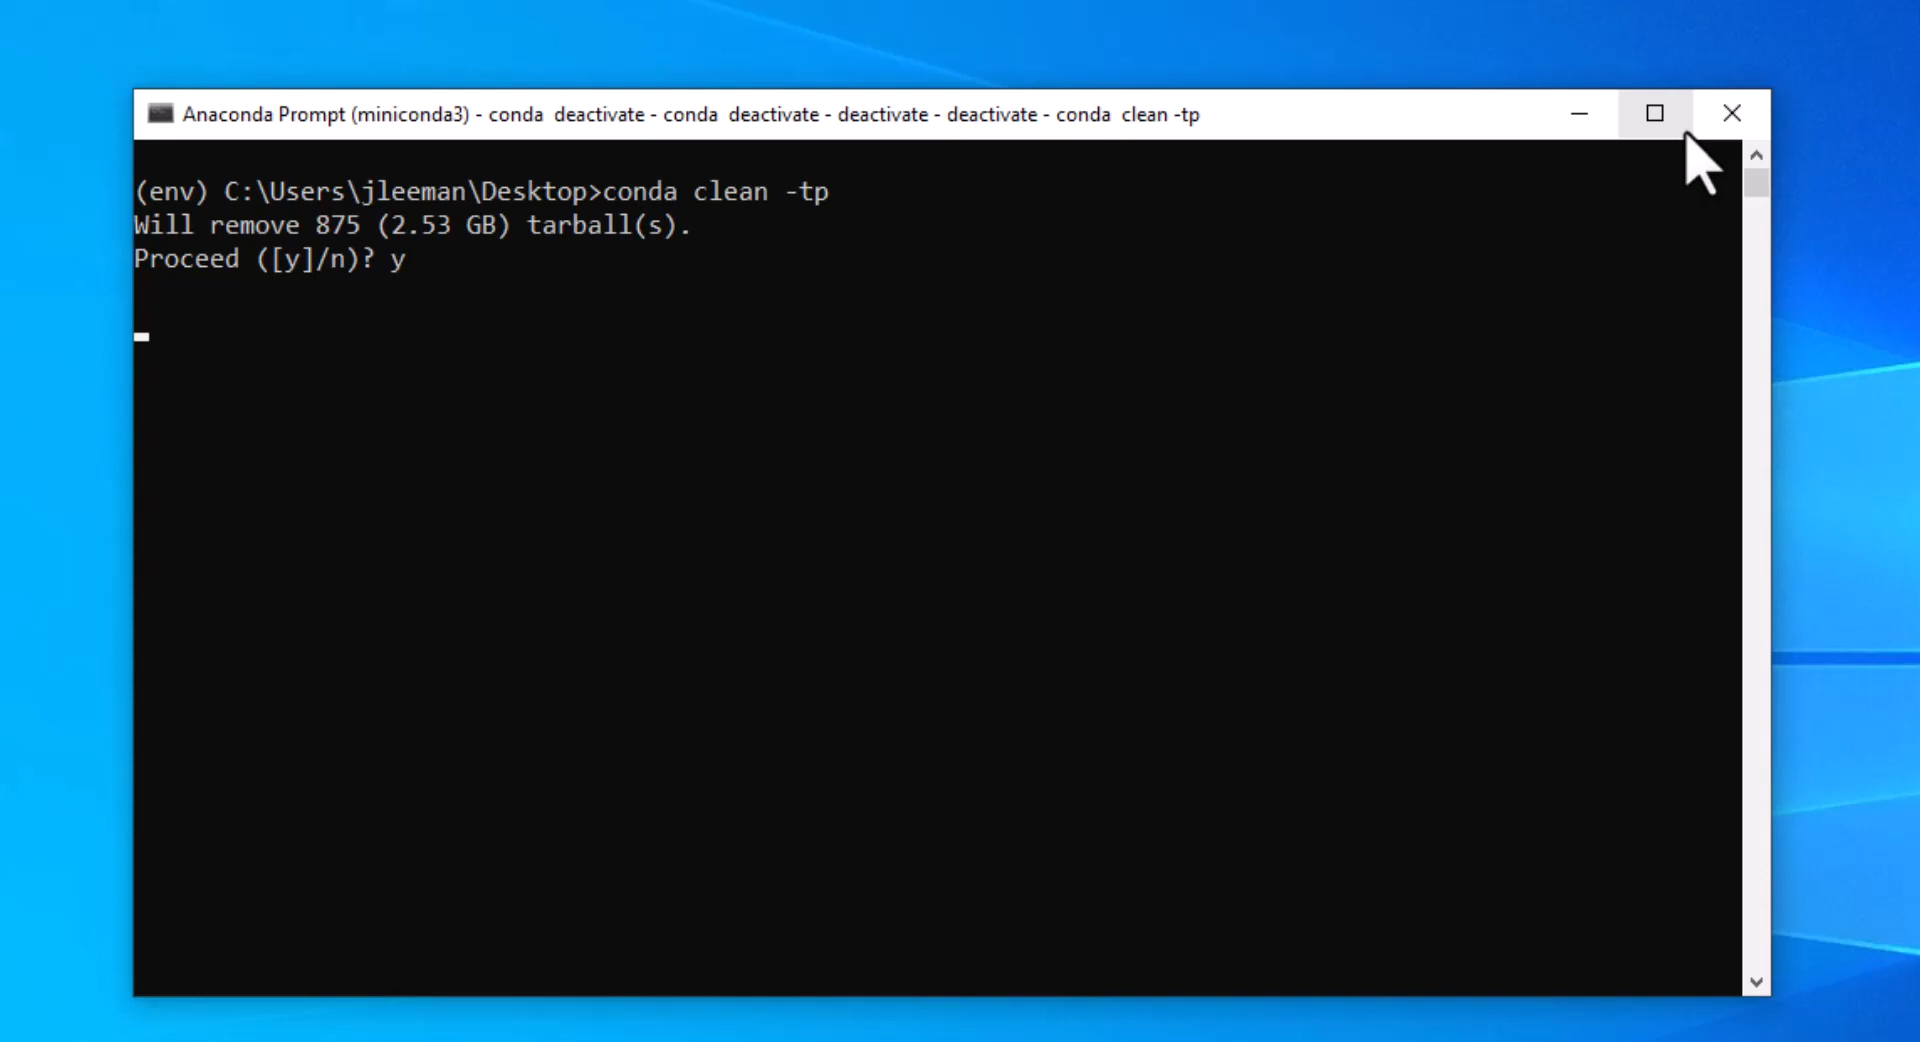 Anaconda Prompt (miniconda3) - conda  deactivate - conda  deactivate - deactivate - deactivate - conda  clean -tp
(env) C:\Users\jleeman\Desktop>conda clean -tp
Will remove 875 (2.53 GB) tarball(s).
Proceed ([y]/n)? y